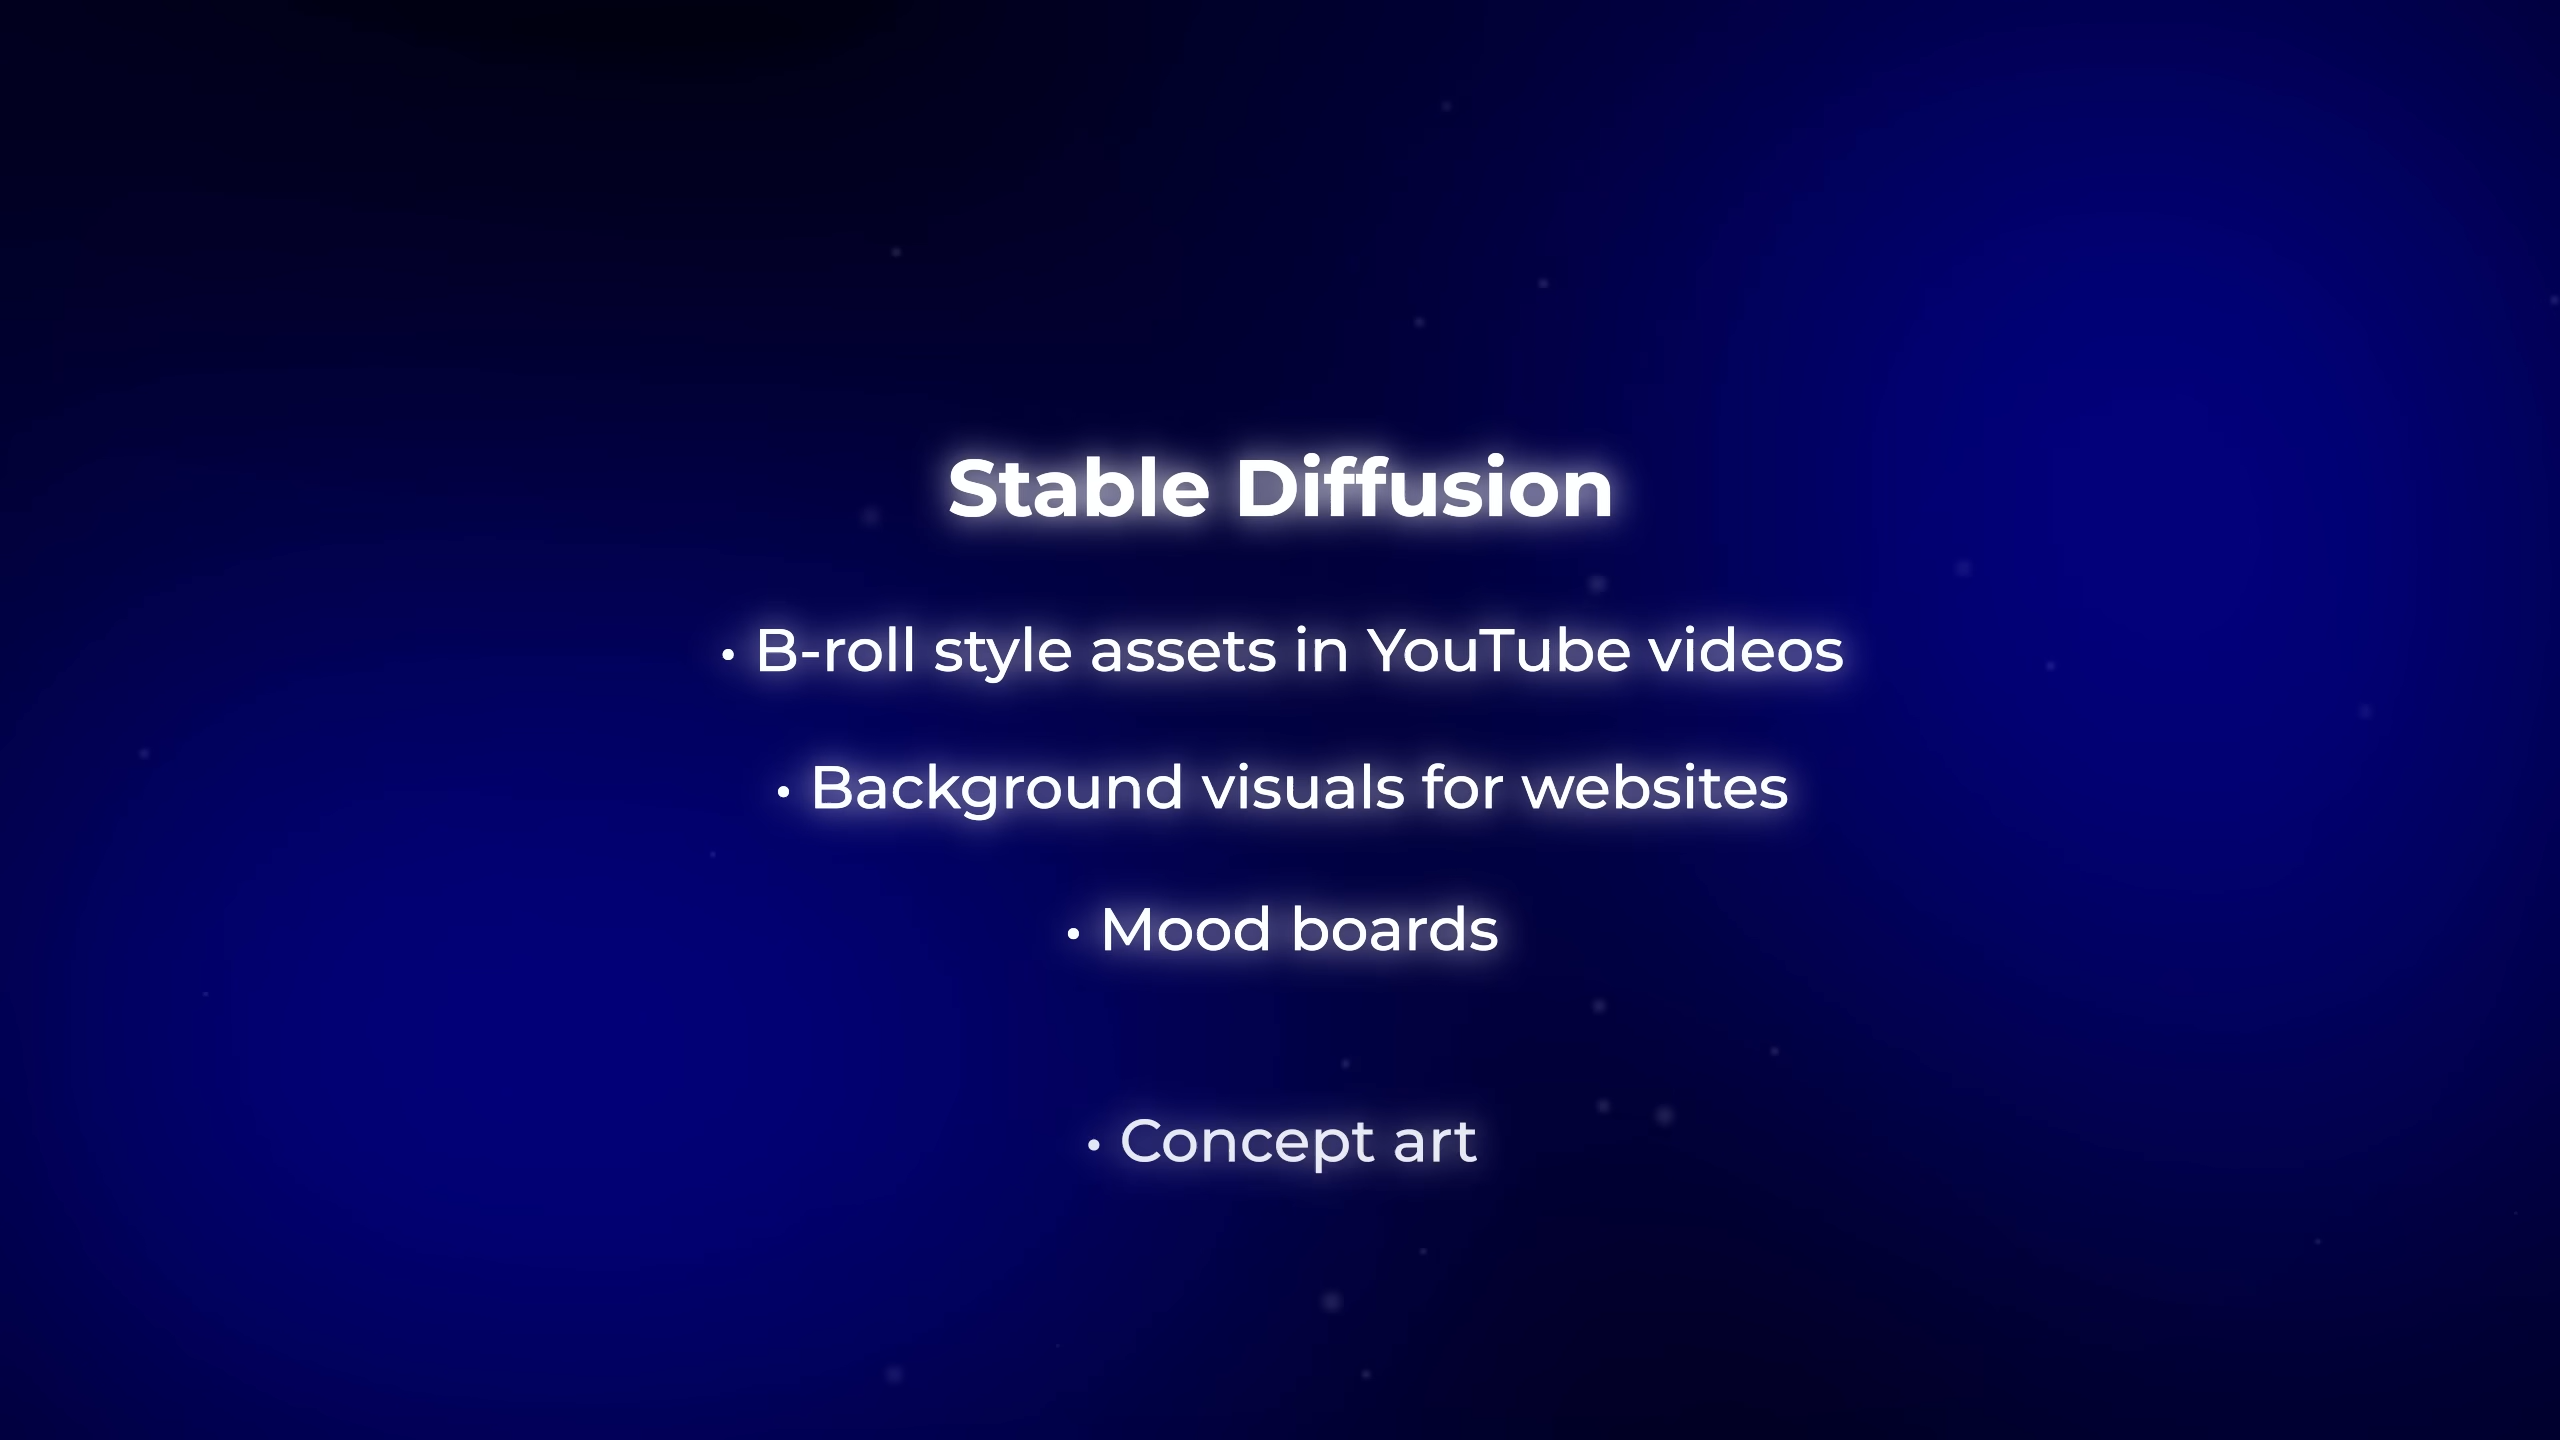 Stable Diffusion
• B-roll style assets in YouTube videos
• Background visuals for websites
• Mood boards
• Concept art